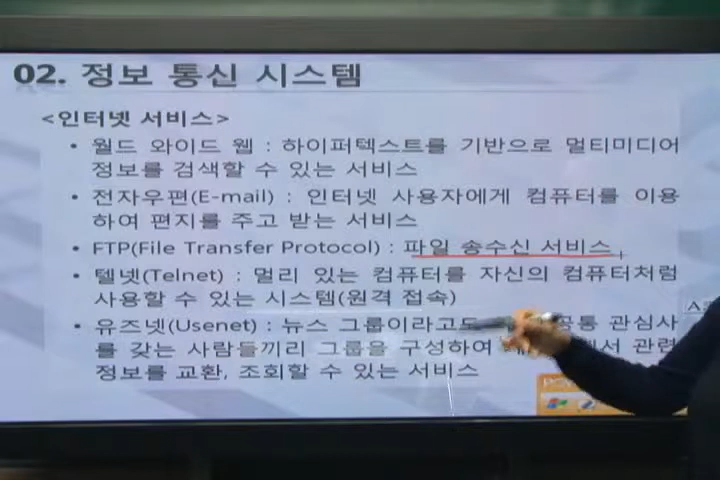 02. 정보 통신 시스템
<인터넷 서비스>
• 월드 와이드 웹 : 하이퍼텍스트를 기반으로 멀티미디어
정보를 검색할 수 있는 서비스
• 전자우편(E-mail) : 인터넷 사용자에게 컴퓨터를 이용
하여 편지를 주고 받는 서비스
• FTP(File Transfer Protocol) : 파일 송수신 서비스
• 텔넷(Telnet) : 멀리 있는 컴퓨터를 자신의 컴퓨터처럼
사용할 수 있는 시스템(원격 접속)
• 유즈넷(Usenet) : 뉴스 그룹이라고도 공통 관심사
를 갖는 사람들끼리 그룹을 구성하여 관련
정보를 교환, 조회할 수 있는 서비스